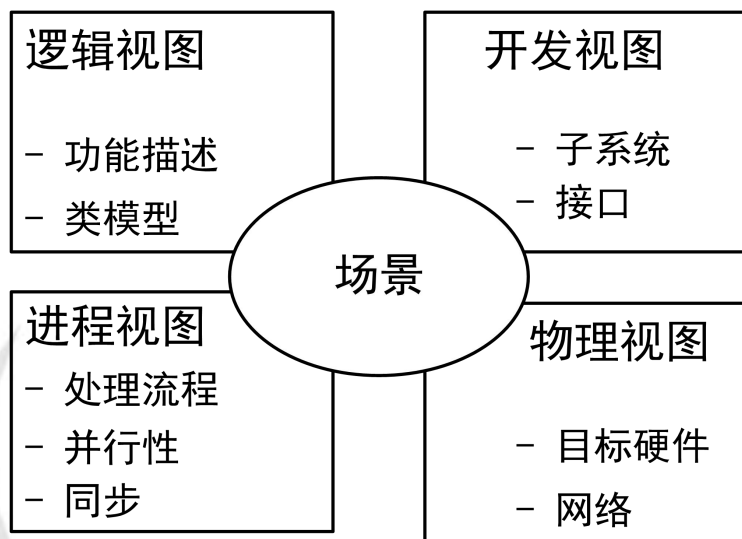 逻辑视图
- 功能描述
- 类模型
开发视图
- 子系统
- 接口
场景
进程视图
- 处理流程
- 并行性
- 同步
物理视图
- 目标硬件
- 网络